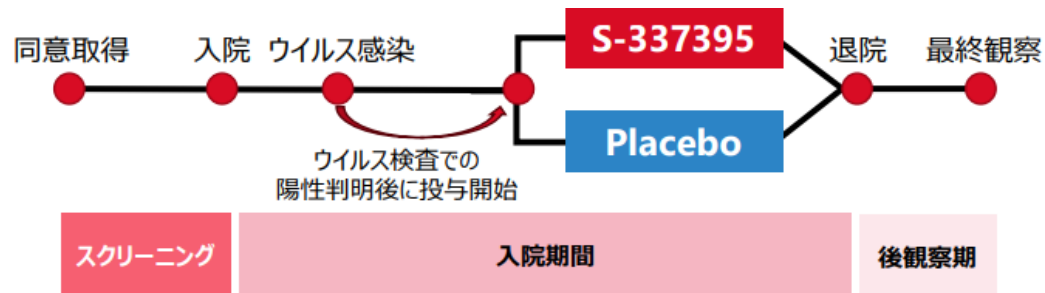 同意取得
入院
ウイルス感染
S-337395
退院
最終観察
Placebo
ウイルス検査での
陽性判明後に投与開始
スクリーニング
入院期間
後観察期